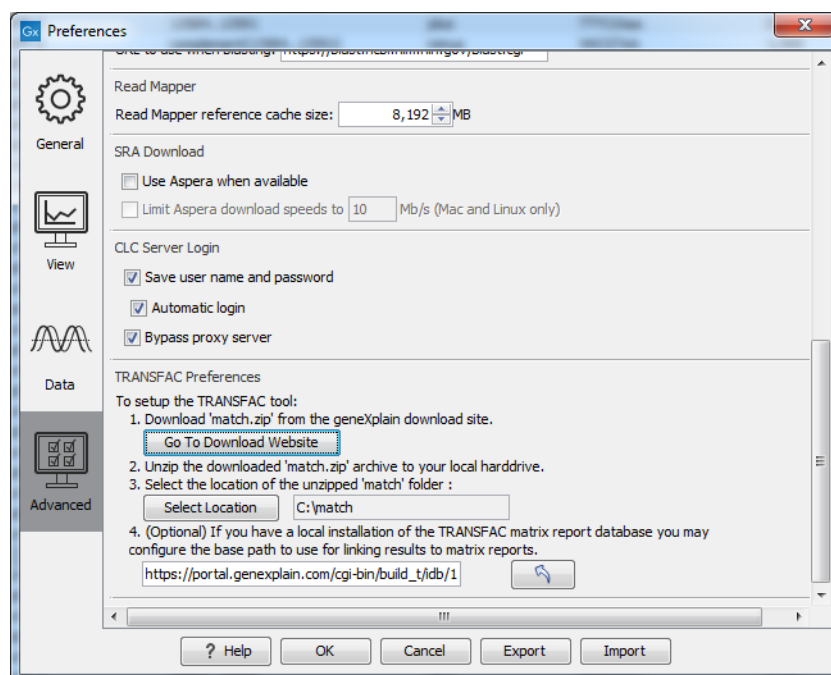 Gx Preferences
General
View
Data
Advanced
Read Mapper
Read Mapper reference cache size: 8,192 MB
SRA Download
Use Aspera when available
Limit Aspera download speeds to 10 Mb/s (Mac and Linux only)
CLC Server Login
Save user name and password
Automatic login
Bypass proxy server
TRANSFAC Preferences
To setup the TRANSFAC tool:
1. Download 'match.zip' from the geneXplain download site.
Go To Download Website
2. Unzip the downloaded 'match.zip' archive to your local harddrive.
3. Select the location of the unzipped 'match' folder :
Select Location C:\match
4. (Optional) If you have a local installation of the TRANSFAC matrix report database you may
configure the base path to use for linking results to matrix reports.
https://portal.genexplain.com/cgi-bin/build_t/idb/1
? Help OK Cancel Export Import